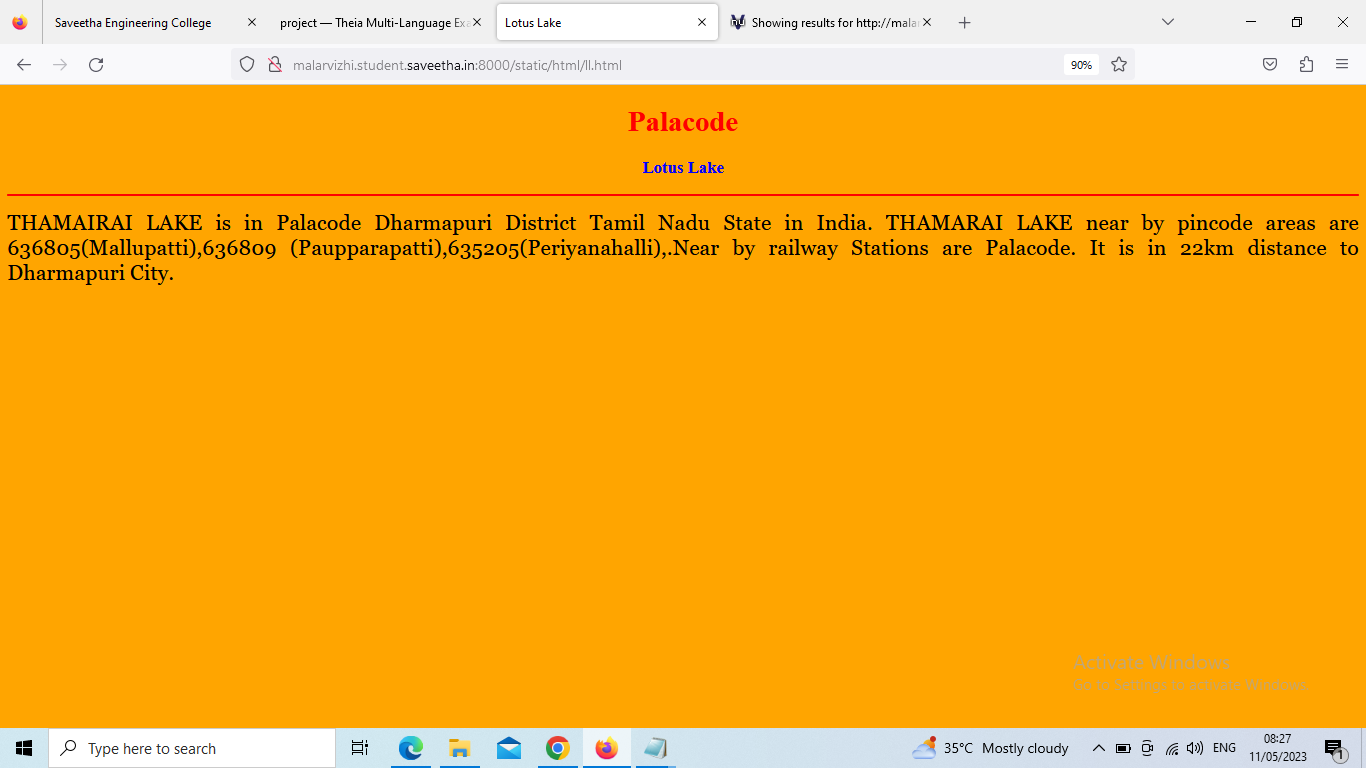 Saveetha Engineering College
project — Theia Multi-Language Exa
Lotus Lake
Showing results for http://mala
malarvizhi.student.saveetha.in:8000/static/html/ll.html
90%
Palacode
Lotus Lake
THAMAIRAI LAKE is in Palacode Dharmapuri District Tamil Nadu State in India. THAMARAI LAKE near by pincode areas are
636805(Mallupatti),636809 (Paupparapatti),635205(Periyanahalli),.Near by railway Stations are Palacode. It is in 22km distance to
Dharmapuri City.
Activate Windows
Go to Settings to activate Windows.
Type here to search
35°C Mostly cloudy
ENG
08:27
11/05/2023
1